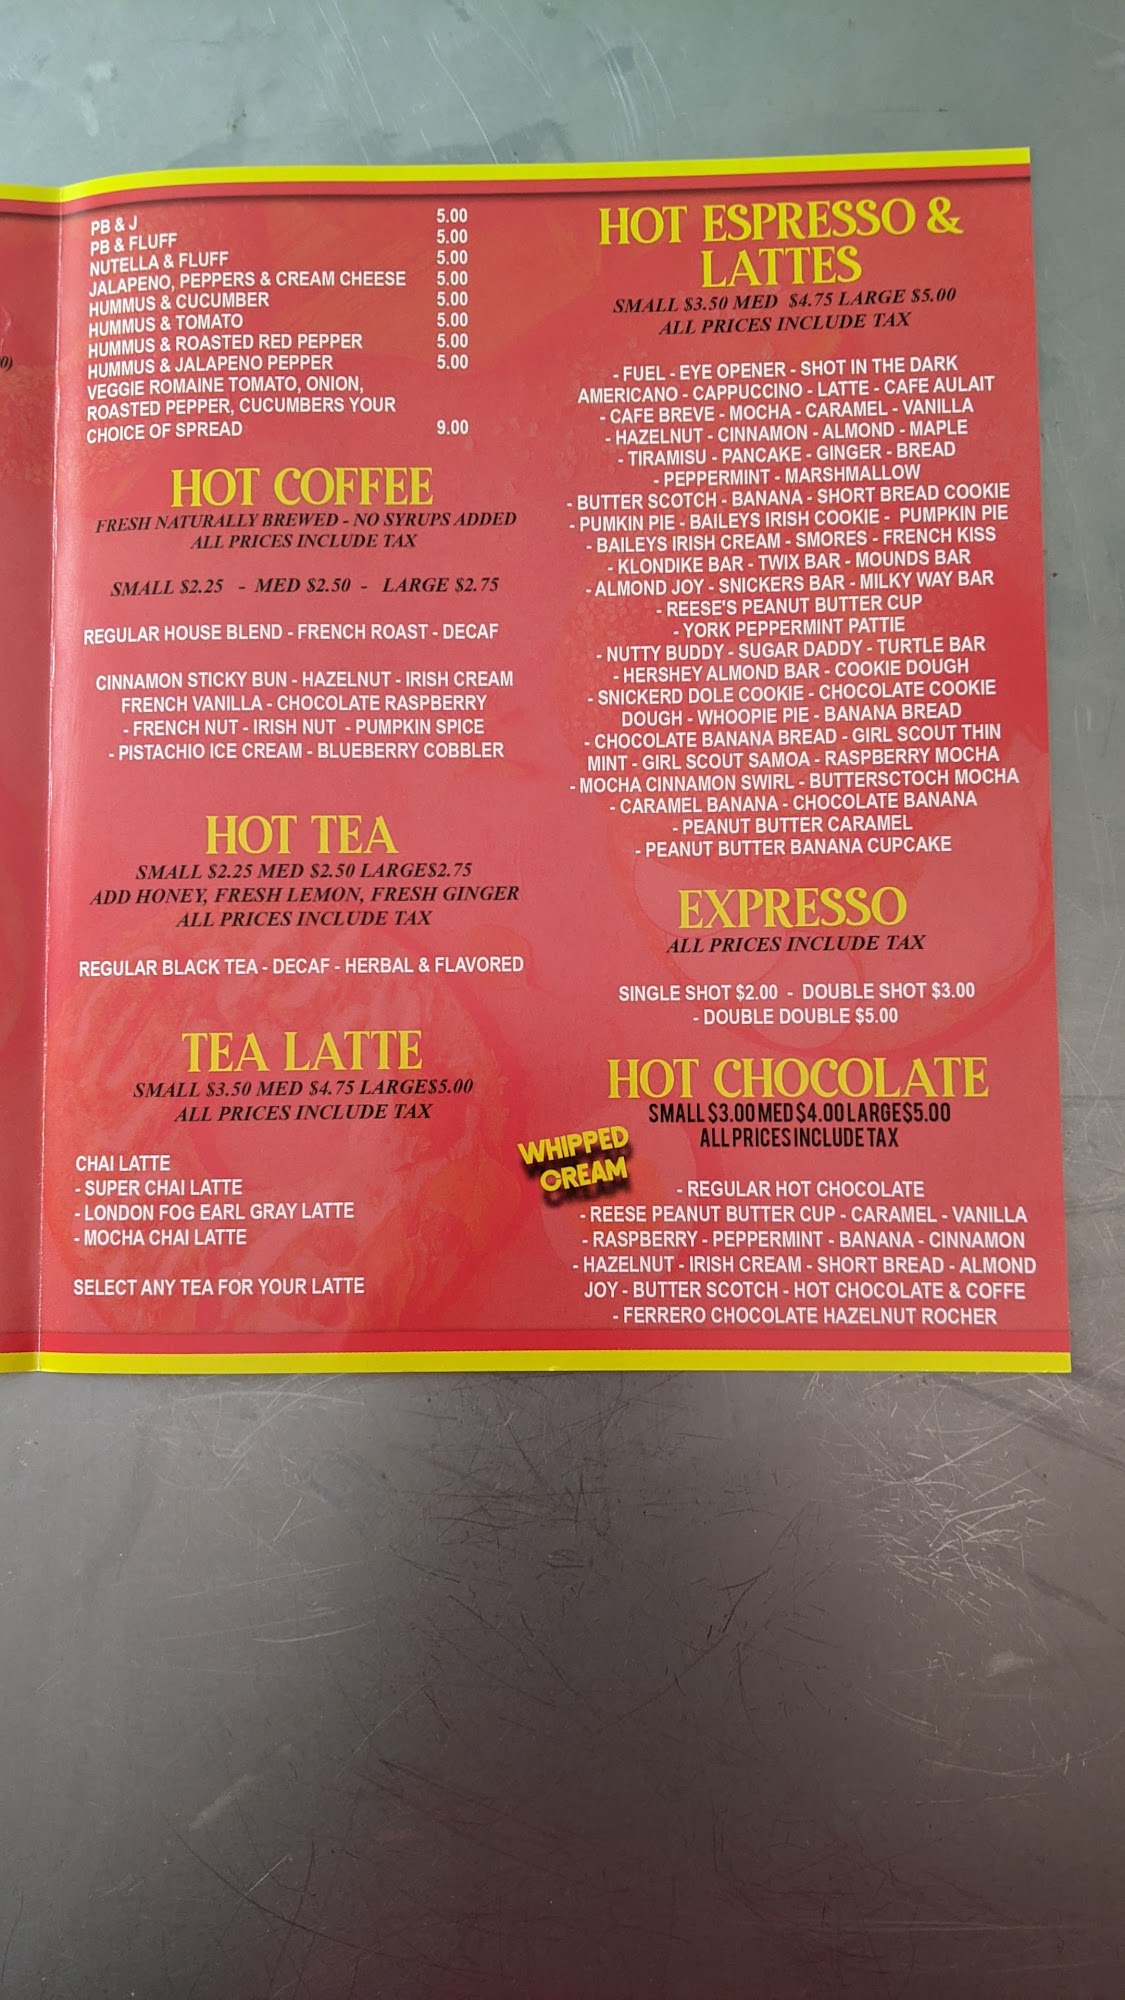 0)
PB & J 5.00
PB & FLUFF 5.00
NUTELLA & FLUFF 5.00
JALAPENO, PEPPERS & CREAM CHEESE 5.00
HUMMUS & CUCUMBER 5.00
HUMMUS & TOMATO 5.00
HUMMUS & ROASTED RED PEPPER 5.00
HUMMUS & JALAPENO PEPPER 5.00
VEGGIE ROMAINE TOMATO, ONION,
ROASTED PEPPER, CUCUMBERS YOUR
CHOICE OF SPREAD 9.00
HOT COFFEE
FRESH NATURALLY BREWED - NO SYRUPS ADDED
ALL PRICES INCLUDE TAX
SMALL $2.25 - MED $2.50 - LARGE $2.75
REGULAR HOUSE BLEND - FRENCH ROAST - DECAF
CINNAMON STICKY BUN - HAZELNUT - IRISH CREAM
FRENCH VANILLA - CHOCOLATE RASPBERRY
- FRENCH NUT - IRISH NUT - PUMPKIN SPICE
- PISTACHIO ICE CREAM - BLUEBERRY COBBLER
HOT TEA
SMALL $2.25 MED $2.50 LARGE$2.75
ADD HONEY, FRESH LEMON, FRESH GINGER
ALL PRICES INCLUDE TAX
REGULAR BLACK TEA - DECAF - HERBAL & FLAVORED
TEA LATTE
SMALL $3.50 MED $4.75 LARGE$5.00
ALL PRICES INCLUDE TAX
CHAI LATTE
- SUPER CHAI LATTE
- LONDON FOG EARL GRAY LATTE
- MOCHA CHAI LATTE
SELECT ANY TEA FOR YOUR LATTE
HOT ESPRESSO &
LATTES
SMALL $3.50 MED $4.75 LARGE $5.00
ALL PRICES INCLUDE TAX
- FUEL - EYE OPENER - SHOT IN THE DARK
AMERICANO - CAPPUCCINO - LATTE - CAFE AULAIT
- CAFE BREVE - MOCHA - CARAMEL - VANILLA
- HAZELNUT - CINNAMON - ALMOND - MAPLE
- TIRAMISU - PANCAKE - GINGER - BREAD
- PEPPERMINT - MARSHMALLOW
- BUTTER SCOTCH - BANANA - SHORT BREAD COOKIE
- PUMKIN PIE - BAILEYS IRISH COOKIE - PUMPKIN PIE
- BAILEYS IRISH CREAM - SMORES - FRENCH KISS
- KLONDIKE BAR - TWIX BAR - MOUNDS BAR
- ALMOND JOY - SNICKERS BAR - MILKY WAY BAR
- REESE'S PEANUT BUTTER CUP
- YORK PEPPERMINT PATTIE
- NUTTY BUDDY - SUGAR DADDY - TURTLE BAR
- HERSHEY ALMOND BAR - COOKIE DOUGH
- SNICKERD DOLE COOKIE - CHOCOLATE COOKIE
DOUGH - WHOOPIE PIE - BANANA BREAD
- CHOCOLATE BANANA BREAD - GIRL SCOUT THIN
MINT - GIRL SCOUT SAMOA - RASPBERRY MOCHA
- MOCHA CINNAMON SWIRL - BUTTERSCTOCH MOCHA
- CARAMEL BANANA - CHOCOLATE BANANA
- PEANUT BUTTER CARAMEL
- PEANUT BUTTER BANANA CUPCAKE
EXPRESSO
ALL PRICES INCLUDE TAX
SINGLE SHOT $2.00 - DOUBLE SHOT $3.00
- DOUBLE DOUBLE $5.00
HOT CHOCOLATE
SMALL $3.00 MED $4.00 LARGE $5.00
ALL PRICES INCLUDE TAX
WHIPPED
CREAM
- REGULAR HOT CHOCOLATE
- REESE PEANUT BUTTER CUP - CARAMEL - VANILLA
- RASPBERRY - PEPPERMINT - BANANA - CINNAMON
- HAZELNUT - IRISH CREAM - SHORT BREAD - ALMOND
JOY - BUTTER SCOTCH - HOT CHOCOLATE & COFFE
- FERRERO CHOCOLATE HAZELNUT ROCHER